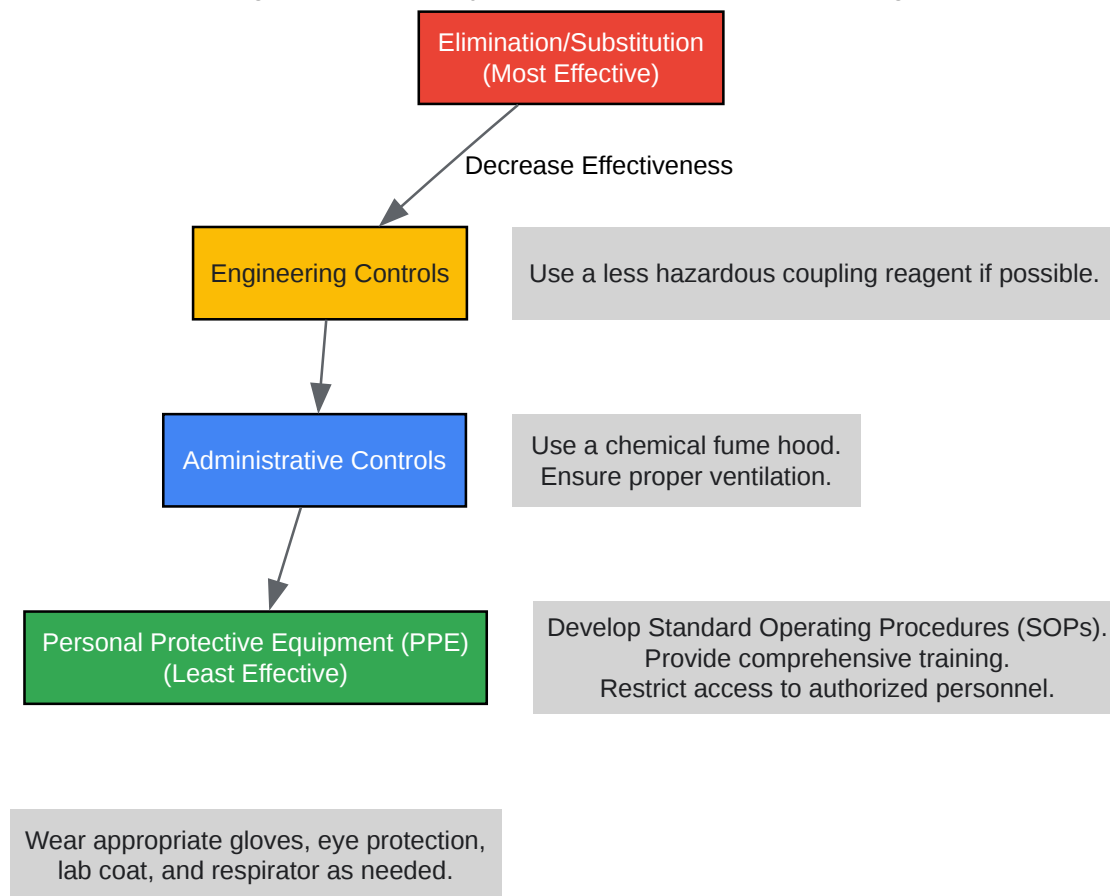 Elimination/Substitution
(Most Effective)
Decrease Effectiveness
Engineering Controls
Use a less hazardous coupling reagent if possible.
Administrative Controls
Use a chemical fume hood.
Ensure proper ventilation.
Personal Protective Equipment (PPE)
(Least Effective)
Develop Standard Operating Procedures (SOPs).
Provide comprehensive training.
Restrict access to authorized personnel.
Wear appropriate gloves, eye protection,
lab coat, and respirator as needed.